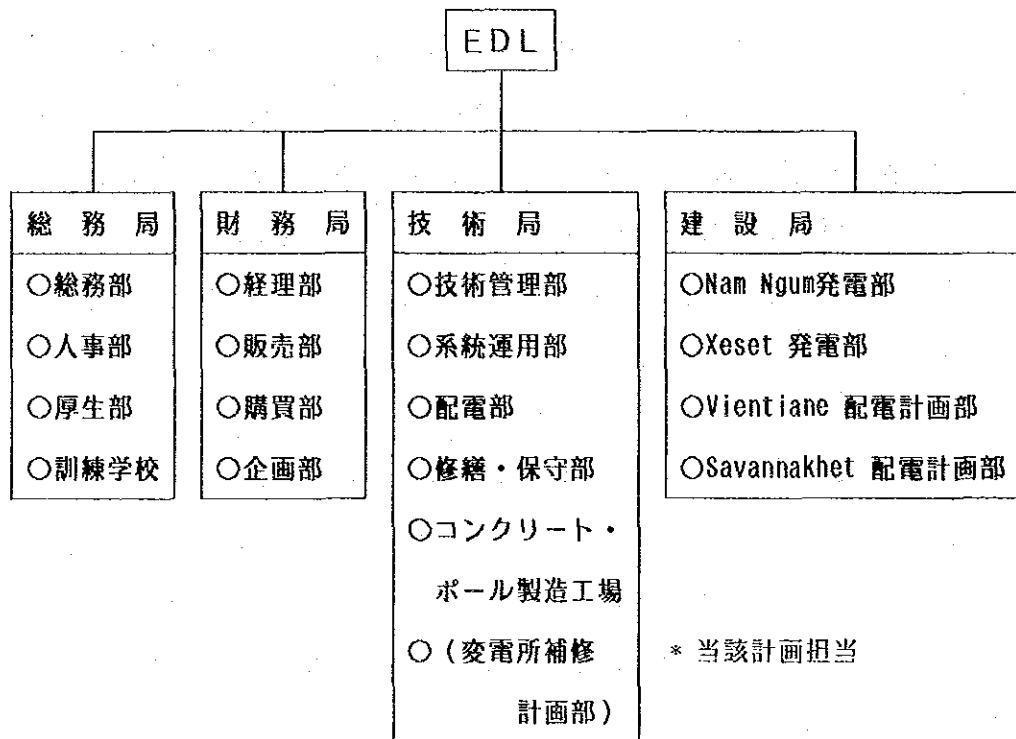 EDL
総務局
○総務部
○人事部
○厚生部
○訓練学校
財務局
○経理部
○販売部
○購買部
○企画部
技術局
○技術管理部
○系統運用部
○配電部
○修繕・保守部
○コンクリート・
ポール製造工場
○(変電所補修
計画部)
* 当該計画担当
建設局
○Nam Ngum発電部
○Xeset 発電部
○Vientiane 配電計画部
○Savannakhet 配電計画部